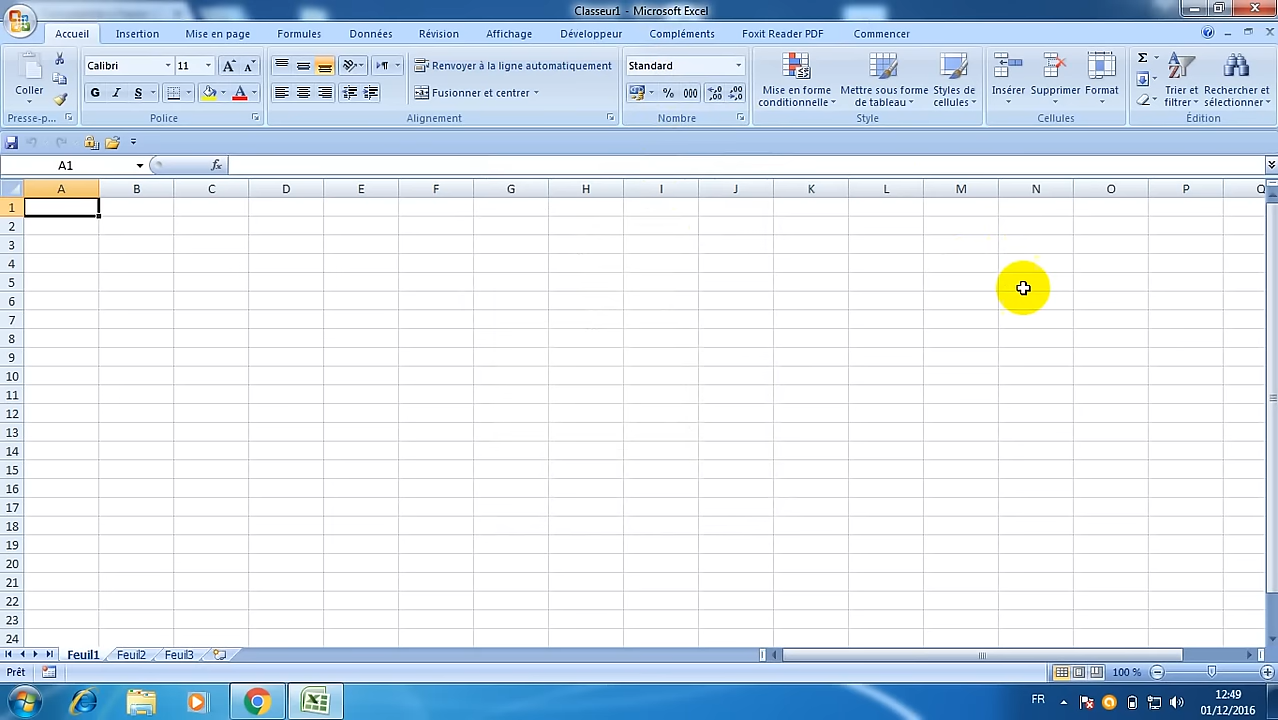 Classeur1 - Microsoft Excel
Accueil Insertion Mise en page Formules Données Révision Affichage Développeur Compléments Foxit Reader PDF Commencer
Calibri 11 Renvoyer à la ligne automatiquement Standard
Coller G I S Fusionner et centrer % 000 Mise en forme conditionnelle Mettre sous forme de tableau Styles de cellules Insérer Supprimer Format Σ Trier et filtrer Rechercher et sélectionner
Presse-p... Police Alignement Nombre Style Cellules Édition
A1 fx
A B C D E F G H I J K L M N O P Q
1
2
3
4
5
6
7
8
9
10
11
12
13
14
15
16
17
18
19
20
21
22
23
24
Feuil1 Feuil2 Feuil3
Prêt 100 %
FR 12:49
01/12/2016